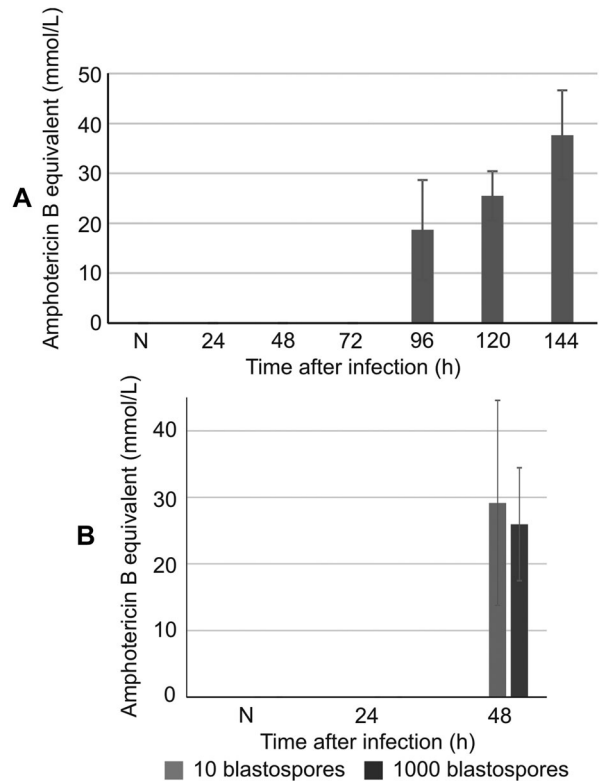 A
Amphotericin B equivalent (mmol/L)
50
40
30
20
10
0
N 24 48 72 96 120 144
Time after infection (h)
B
Amphotericin B equivalent (mmol/L)
40
30
20
10
0
N 24 48
Time after infection (h)
10 blastospores 1000 blastospores